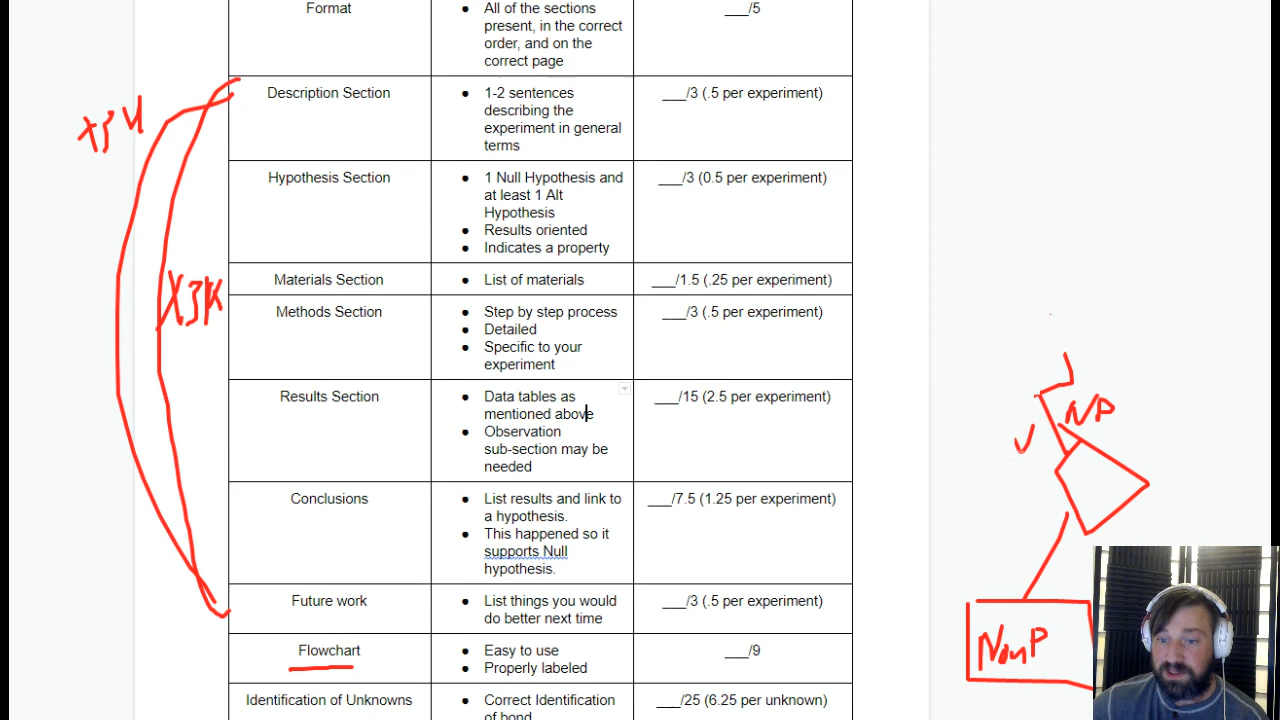 Format
All of the sections
present, in the correct
order, and on the
correct page
___/5
Description Section
1-2 sentences
describing the
experiment in general
terms
___/3 (.5 per experiment)
Hypothesis Section
1 Null Hypothesis and
at least 1 Alt
Hypothesis
Results oriented
Indicates a property
___/3 (0.5 per experiment)
Materials Section
List of materials
___/1.5 (.25 per experiment)
Methods Section
Step by step process
Detailed
Specific to your
experiment
___/3 (.5 per experiment)
Results Section
Data tables as
mentioned above
Observation
sub-section may be
needed
___/15 (2.5 per experiment)
Conclusions
List results and link to
a hypothesis.
This happened so it
supports Null
hypothesis.
___/7.5 (1.25 per experiment)
Future work
List things you would
do better next time
___/3 (.5 per experiment)
Flowchart
Easy to use
Properly labeled
___/9
Identification of Unknowns
Correct Identification
of bond
___/25 (6.25 per unknown)
NP
NonP